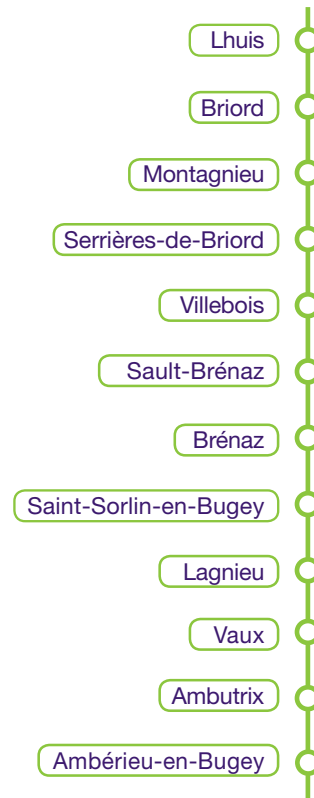 Lhuis
Briord
Montagnieu
Serrières-de-Briord
Villebois
Sault-Brénaz
Brénaz
Saint-Sorlin-en-Bugey
Lagnieu
Vaux
Ambutrix
Ambérieu-en-Bugey